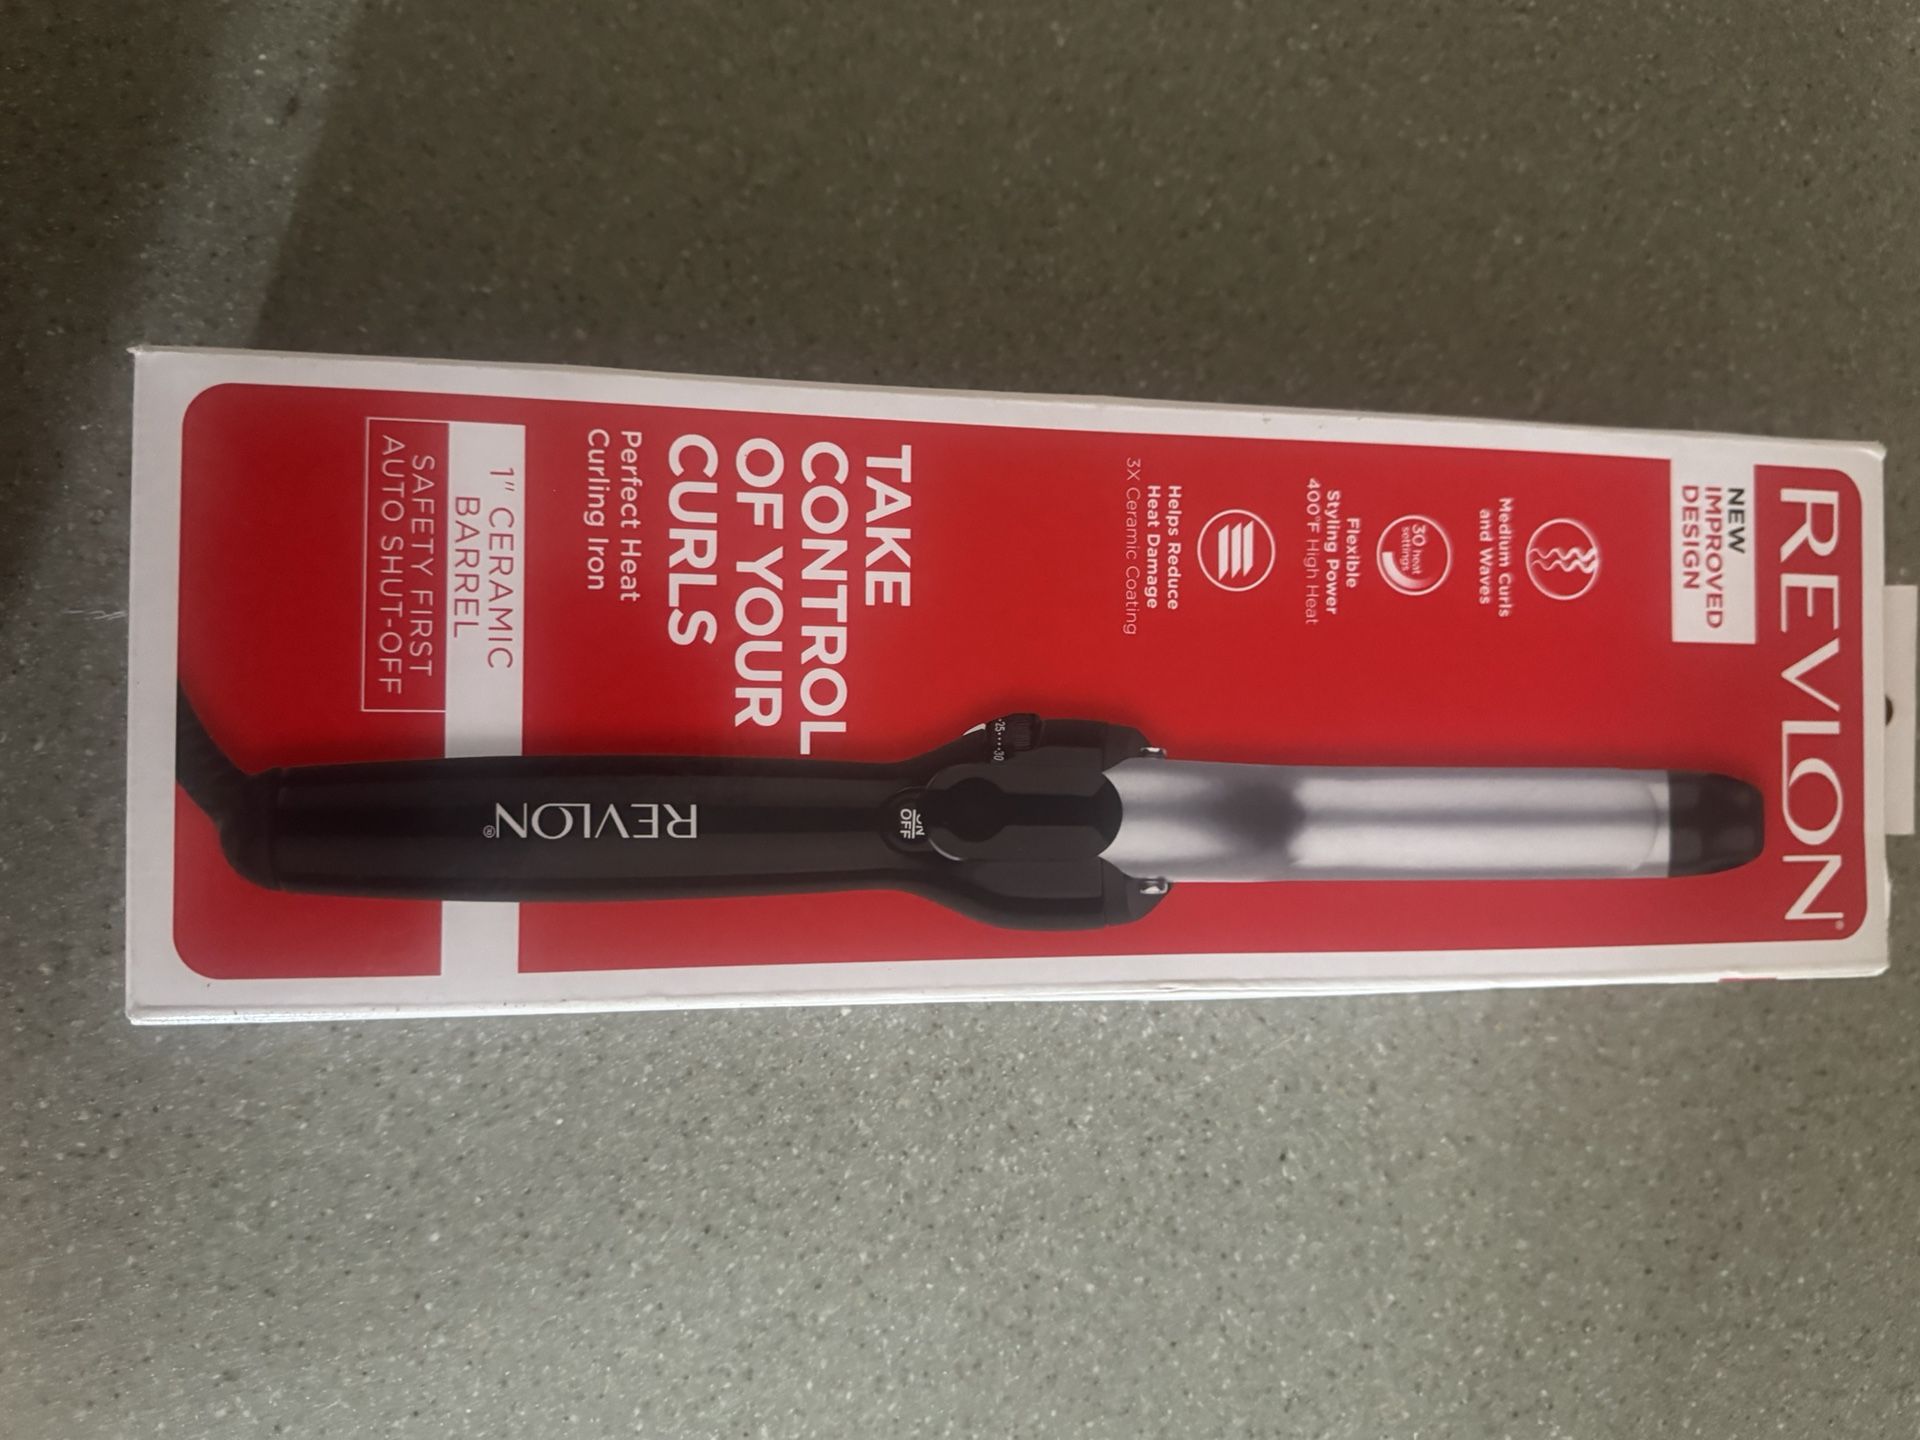 REVLON®
NEW
IMPROVED
DESIGN
Medium Curls
and Waves
30 heat
settings
Flexible
Styling Power
400°F High Heat
Helps Reduce
Heat Damage
3X Ceramic Coating
25....30
ON
OFF
TAKE
CONTROL
OF YOUR
CURLS
REVLON®
Perfect Heat
Curling Iron
1" CERAMIC
BARREL
SAFETY FIRST
AUTO SHUT-OFF